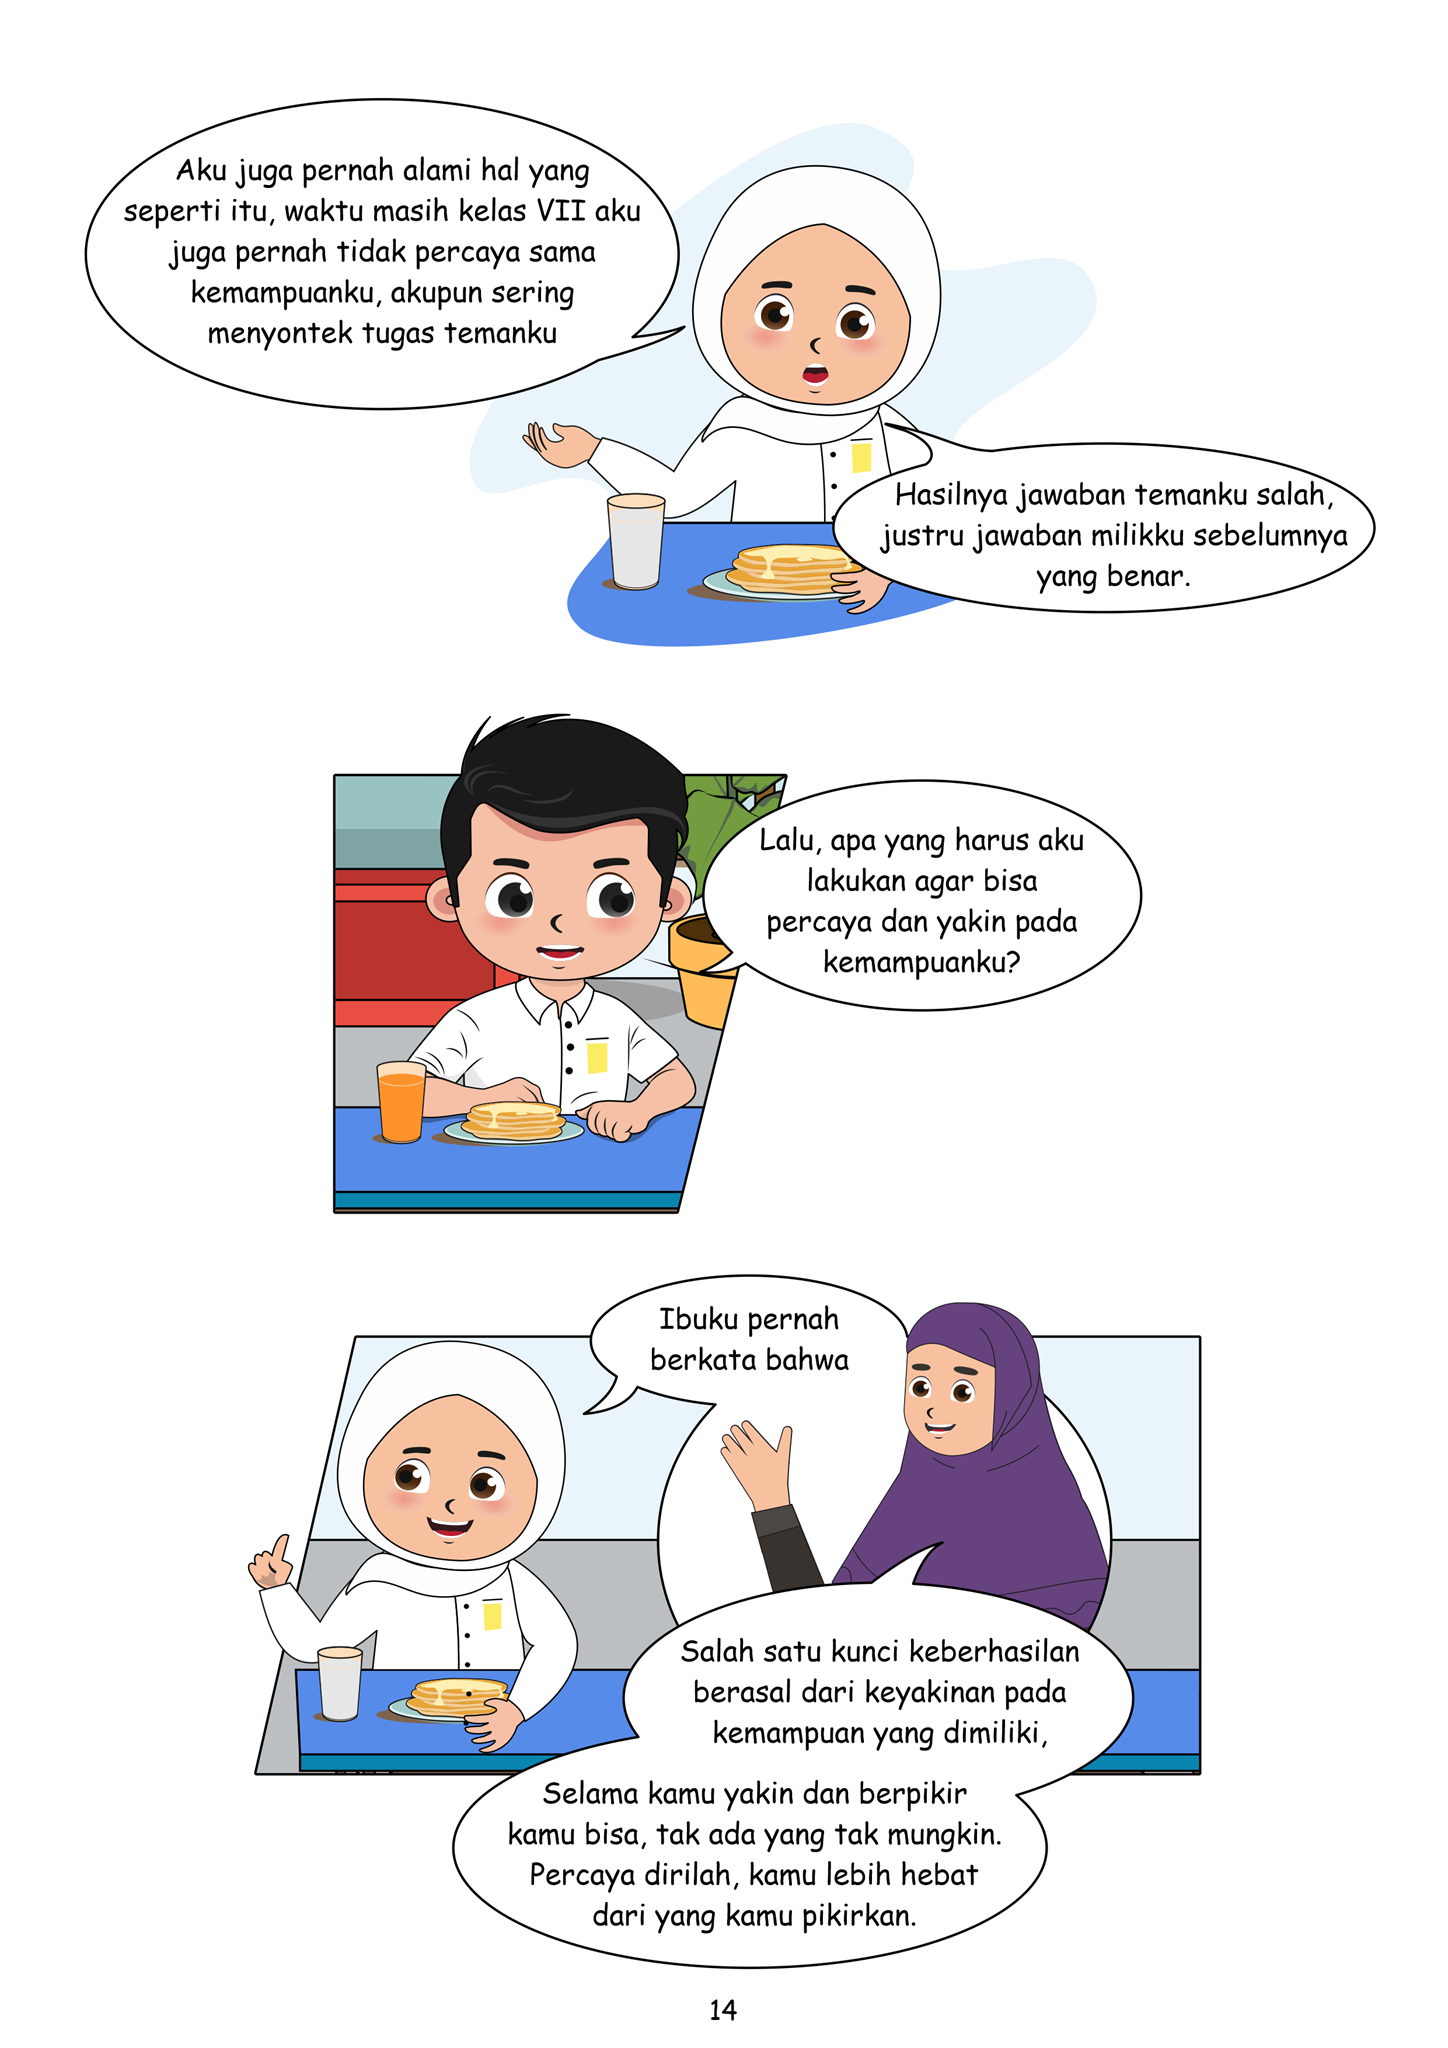 Aku juga pernah alami hal yang
seperti itu, waktu masih kelas VII aku
juga pernah tidak percaya sama
kemampuanku, akupun sering
menyontek tugas temanku
Hasilnya jawaban temanku salah,
justru jawaban milikku sebelumnya
yang benar.
Lalu, apa yang harus aku
lakukan agar bisa
percaya dan yakin pada
kemampuanku?
Ibuku pernah
berkata bahwa
Salah satu kunci keberhasilan
berasal dari keyakinan pada
kemampuan yang dimiliki,
Selama kamu yakin dan berpikir
kamu bisa, tak ada yang tak mungkin.
Percaya dirilah, kamu lebih hebat
dari yang kamu pikirkan.
14